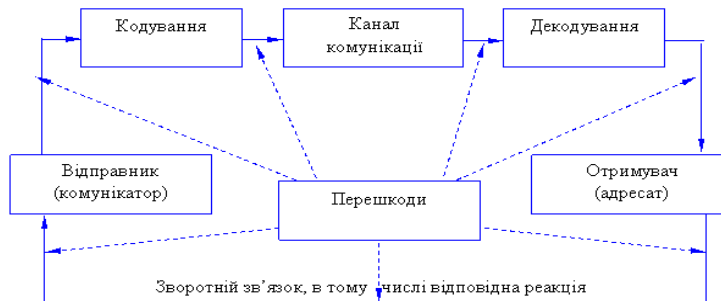 Кодування
Канал
комунікації
Декодування
Відправник
(комунікатор)
Перешкоди
Отримувач
(адресат)
Зворотній зв’язок, в тому числі відповідна реакція